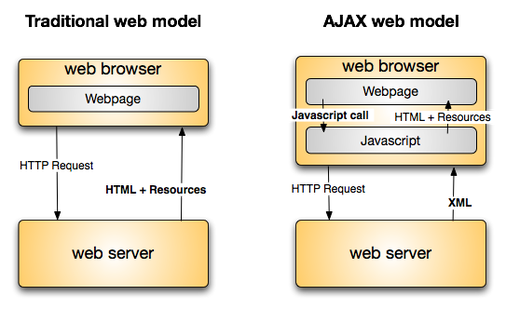 Traditional web model
AJAX web model
web browser
Webpage
HTTP Request
HTML + Resources
web server
web browser
Webpage
Javascript call
HTML + Resources
Javascript
HTTP Request
XML
web server